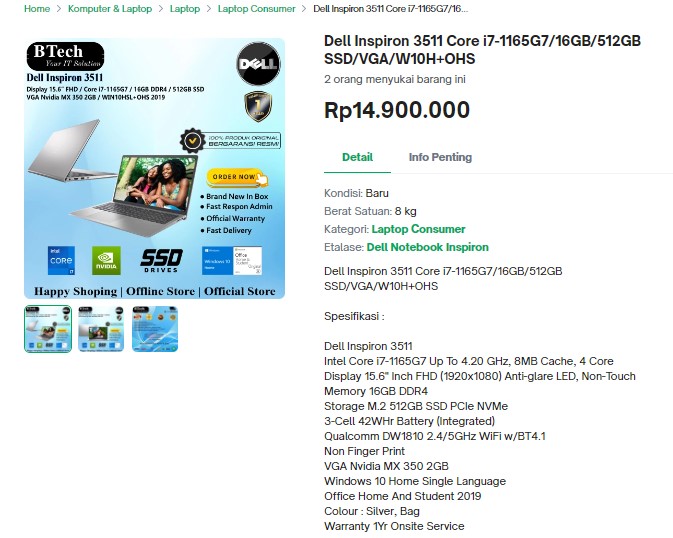 Home > Komputer & Laptop > Laptop > Laptop Consumer > Dell Inspiron 3511 Core i7-1165G7/16...
BTech
Your IT Solution
DELL
Dell Inspiron 3511
Display 15.6" FHD / Core i7-1165G7 / 16GB DDR4 / 512GB SSD
VGA Nvidia MX 350 2GB / WIN10HSL+OHS 2019
1
100% PRODUK ORIGINAL
BERGARANSI RESMI
ORDER NOW
• Brand New In Box
• Fast Respon Admin
• Official Warranty
• Fast Delivery
intel
CORE
i7
NVIDIA
SSD
DRIVES
Windows 10
Office
Happy Shoping | Offline Store | Official Store
Dell Inspiron 3511 Core i7-1165G7/16GB/512GB
SSD/VGA/W10H+OHS
2 orang menyukai barang ini
Rp14.900.000
Detail
Info Penting
Kondisi: Baru
Berat Satuan: 8 kg
Kategori: Laptop Consumer
Etalase: Dell Notebook Inspiron
Dell Inspiron 3511 Core i7-1165G7/16GB/512GB
SSD/VGA/W10H+OHS
Spesifikasi :
Dell Inspiron 3511
Intel Core i7-1165G7 Up To 4.20 GHz, 8MB Cache, 4 Core
Display 15.6" Inch FHD (1920x1080) Anti-glare LED, Non-Touch
Memory 16GB DDR4
Storage M.2 512GB SSD PCIe NVMe
3-Cell 42WHr Battery (Integrated)
Qualcomm DW1810 2.4/5GHz WiFi w/BT4.1
Non Finger Print
VGA Nvidia MX 350 2GB
Windows 10 Home Single Language
Office Home And Student 2019
Colour : Silver, Bag
Warranty 1Yr Onsite Service